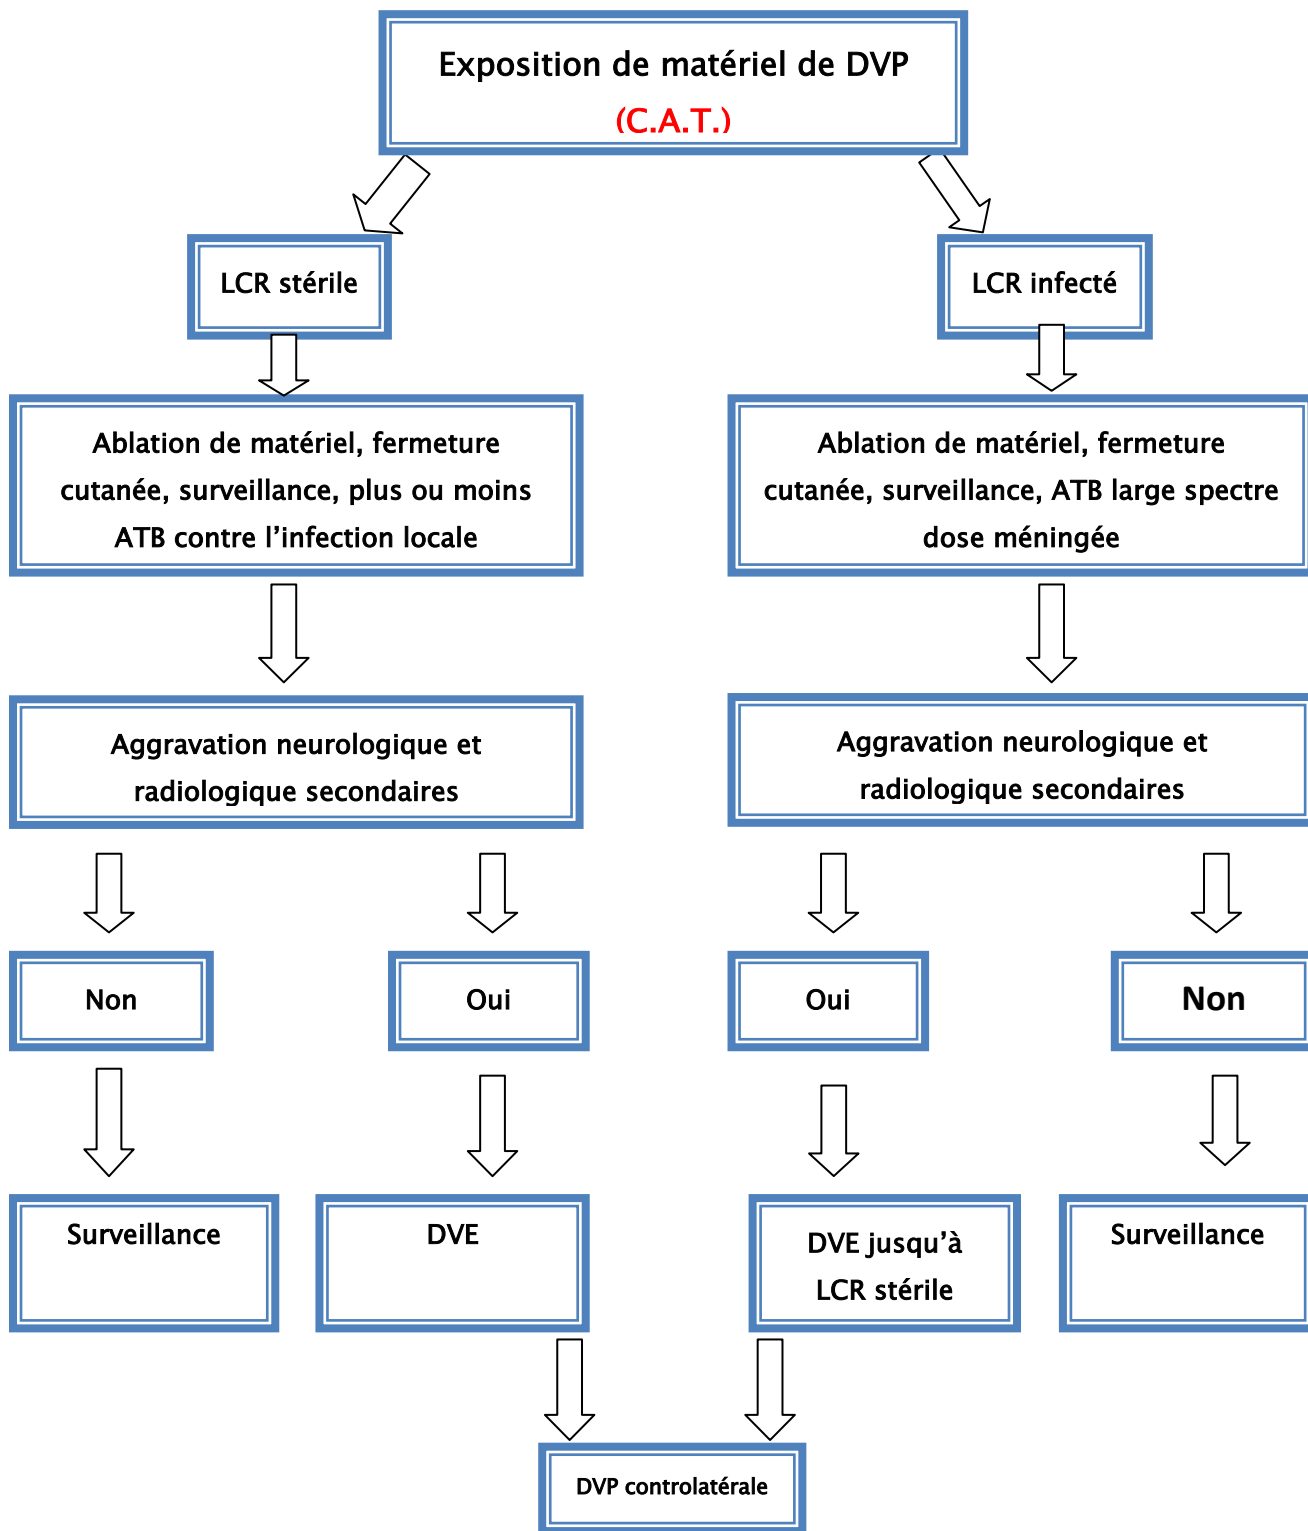 Exposition de matériel de DVP
(C.A.T.)
LCR stérile
LCR infecté
Ablation de matériel, fermeture
cutanée, surveillance, plus ou moins
ATB contre l’infection locale
Ablation de matériel, fermeture
cutanée, surveillance, ATB large spectre
dose méningée
Aggravation neurologique et
radiologique secondaires
Aggravation neurologique et
radiologique secondaires
Non
Oui
Oui
Non
Surveillance
DVE
DVE jusqu’à
LCR stérile
Surveillance
DVP controlatérale